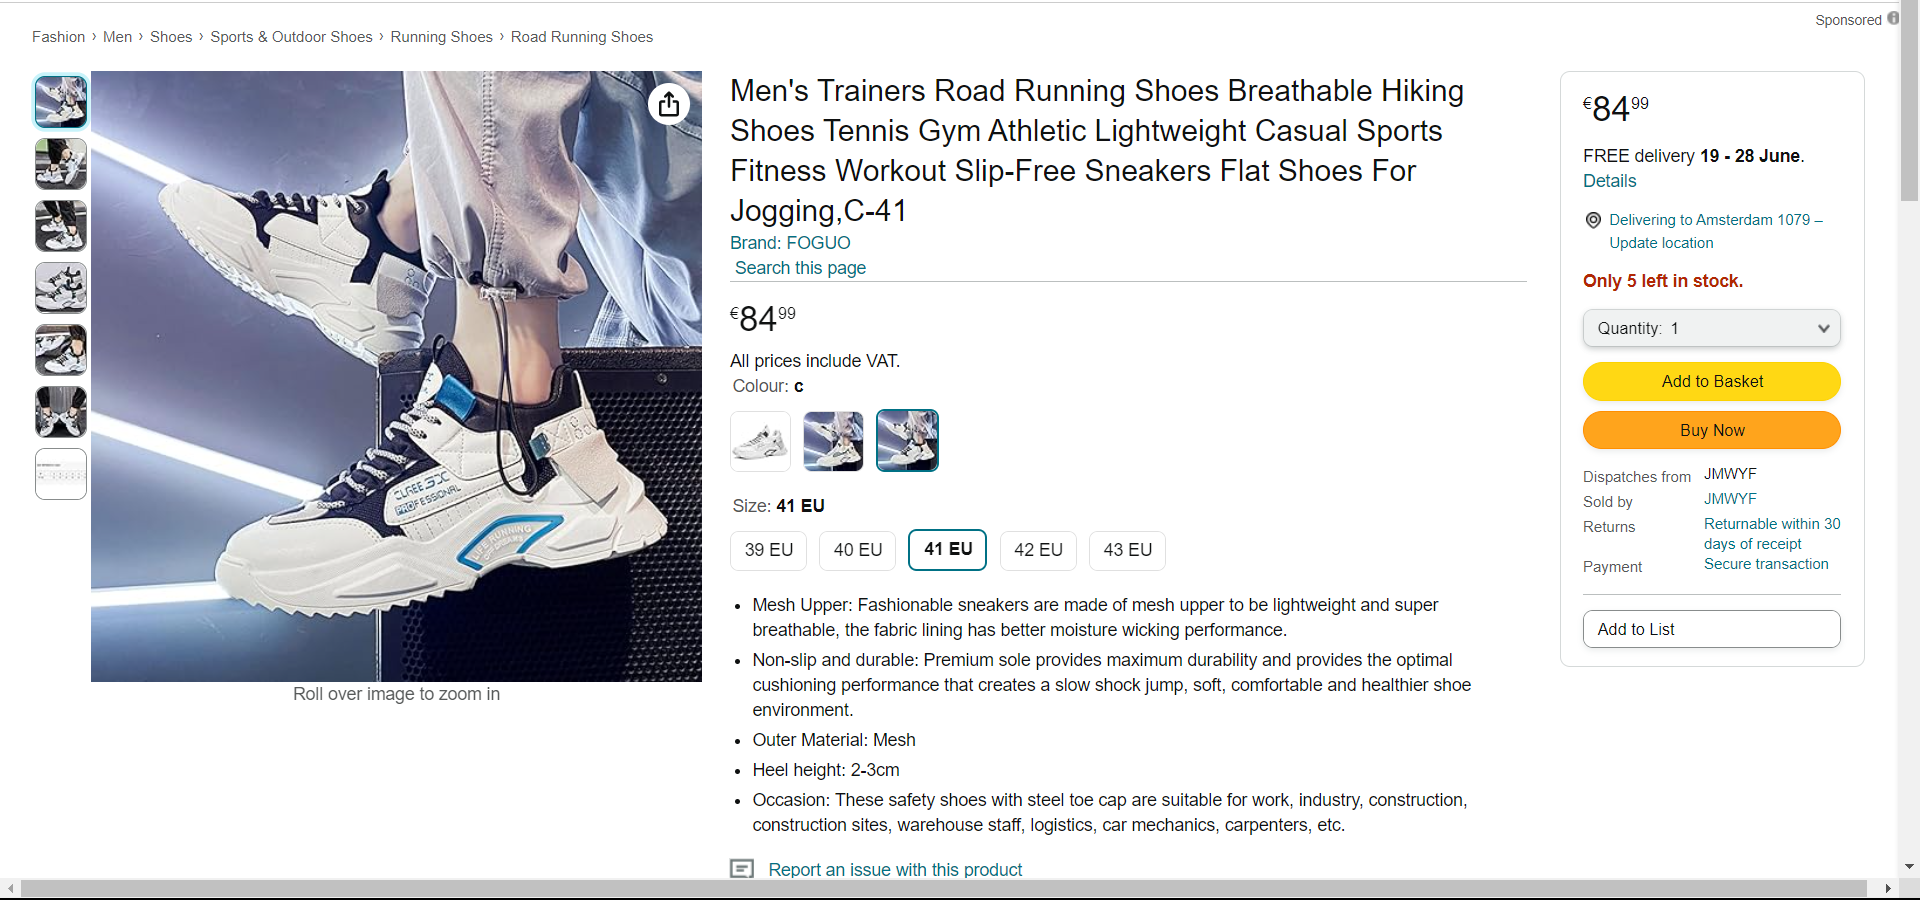 Sponsored
Fashion › Men › Shoes › Sports & Outdoor Shoes › Running Shoes › Road Running Shoes
CLREE 3JC
PROFESSIONAL
LIFE RUNNING
OF DREAMS
Roll over image to zoom in
Men's Trainers Road Running Shoes Breathable Hiking
Shoes Tennis Gym Athletic Lightweight Casual Sports
Fitness Workout Slip-Free Sneakers Flat Shoes For
Jogging,C-41
Brand: FOGUO
Search this page
€84 99
All prices include VAT.
Colour: c
Size: 41 EU
39 EU
40 EU
41 EU
42 EU
43 EU
• Mesh Upper: Fashionable sneakers are made of mesh upper to be lightweight and super
breathable, the fabric lining has better moisture wicking performance.
• Non-slip and durable: Premium sole provides maximum durability and provides the optimal
cushioning performance that creates a slow shock jump, soft, comfortable and healthier shoe
environment.
• Outer Material: Mesh
• Heel height: 2-3cm
• Occasion: These safety shoes with steel toe cap are suitable for work, industry, construction,
construction sites, warehouse staff, logistics, car mechanics, carpenters, etc.
Report an issue with this product
€84 99
FREE delivery 19 - 28 June.
Details
Delivering to Amsterdam 1079 –
Update location
Only 5 left in stock.
Quantity: 1
Add to Basket
Buy Now
Dispatches from JMWYF
Sold by JMWYF
Returns Returnable within 30
days of receipt
Payment Secure transaction
Add to List